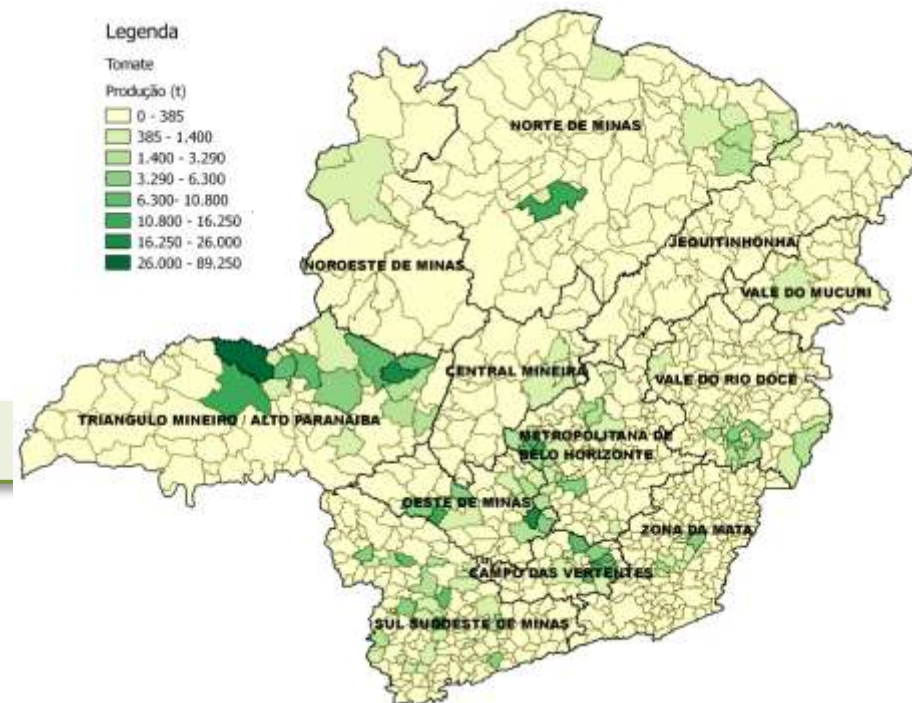 Legenda
Tomate
Produção (t)
0 - 385
385 - 1.400
1.400 - 3.290
3.290 - 6.300
6.300- 10.800
10.800 - 16.250
16.250 - 26.000
26.000 - 89.250
NORTE DE MINAS
JEQUITINHONHA
NOROESTE DE MINAS
VALE DO MUCURI
CENTRAL MINEIRA
VALE DO RIO DOCE
TRIANGULO MINEIRO / ALTO PARANAIBA
METROPOLITANA DE
BELO HORIZONTE
OESTE DE MINAS
ZONA DA MATA
CAMPO DAS VERTENTES
SUL SUDOESTE DE MINAS